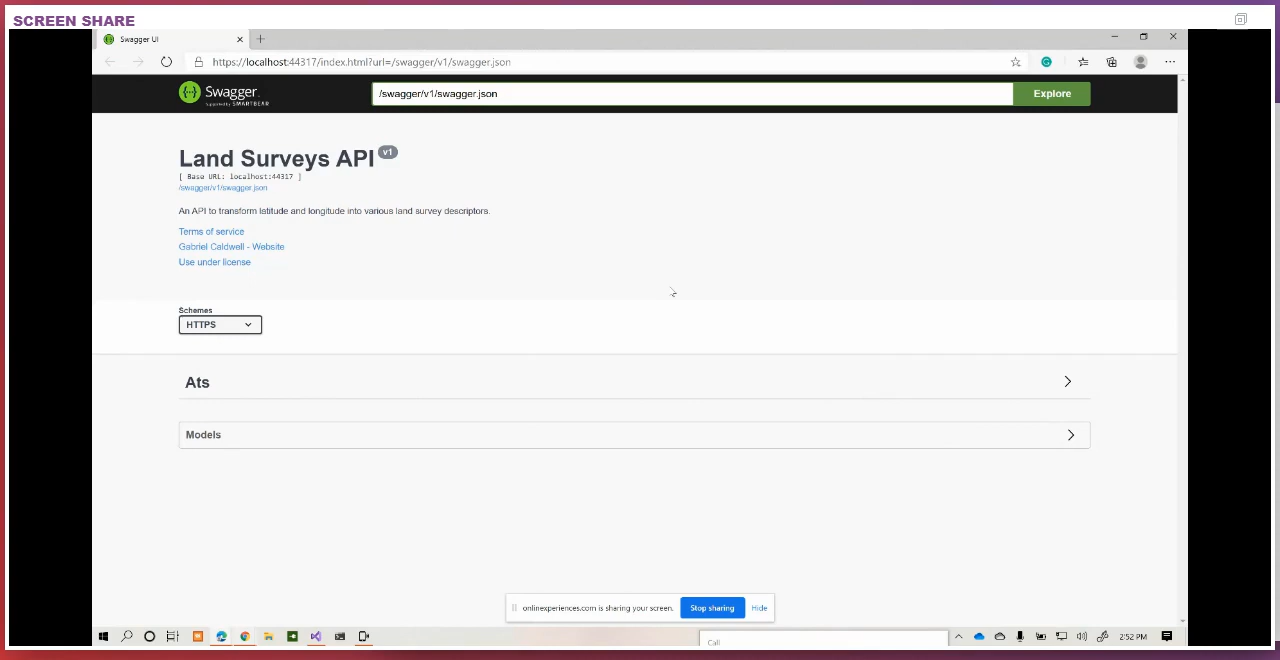 SCREEN SHARE
Swagger UI
https://localhost:44317/index.html?url=/swagger/v1/swagger.json
Swagger
Supported by SMARTBEAR
/swagger/v1/swagger.json
Explore
Land Surveys API v1
[ Base URL: localhost:44317 ]
/swagger/v1/swagger.json
An API to transform latitude and longitude into various land survey descriptors.
Terms of service
Gabriel Caldwell - Website
Use under license
Schemes
HTTPS
Ats
Models
onlinexperiences.com is sharing your screen.
Stop sharing
Hide
Call
2:52 PM